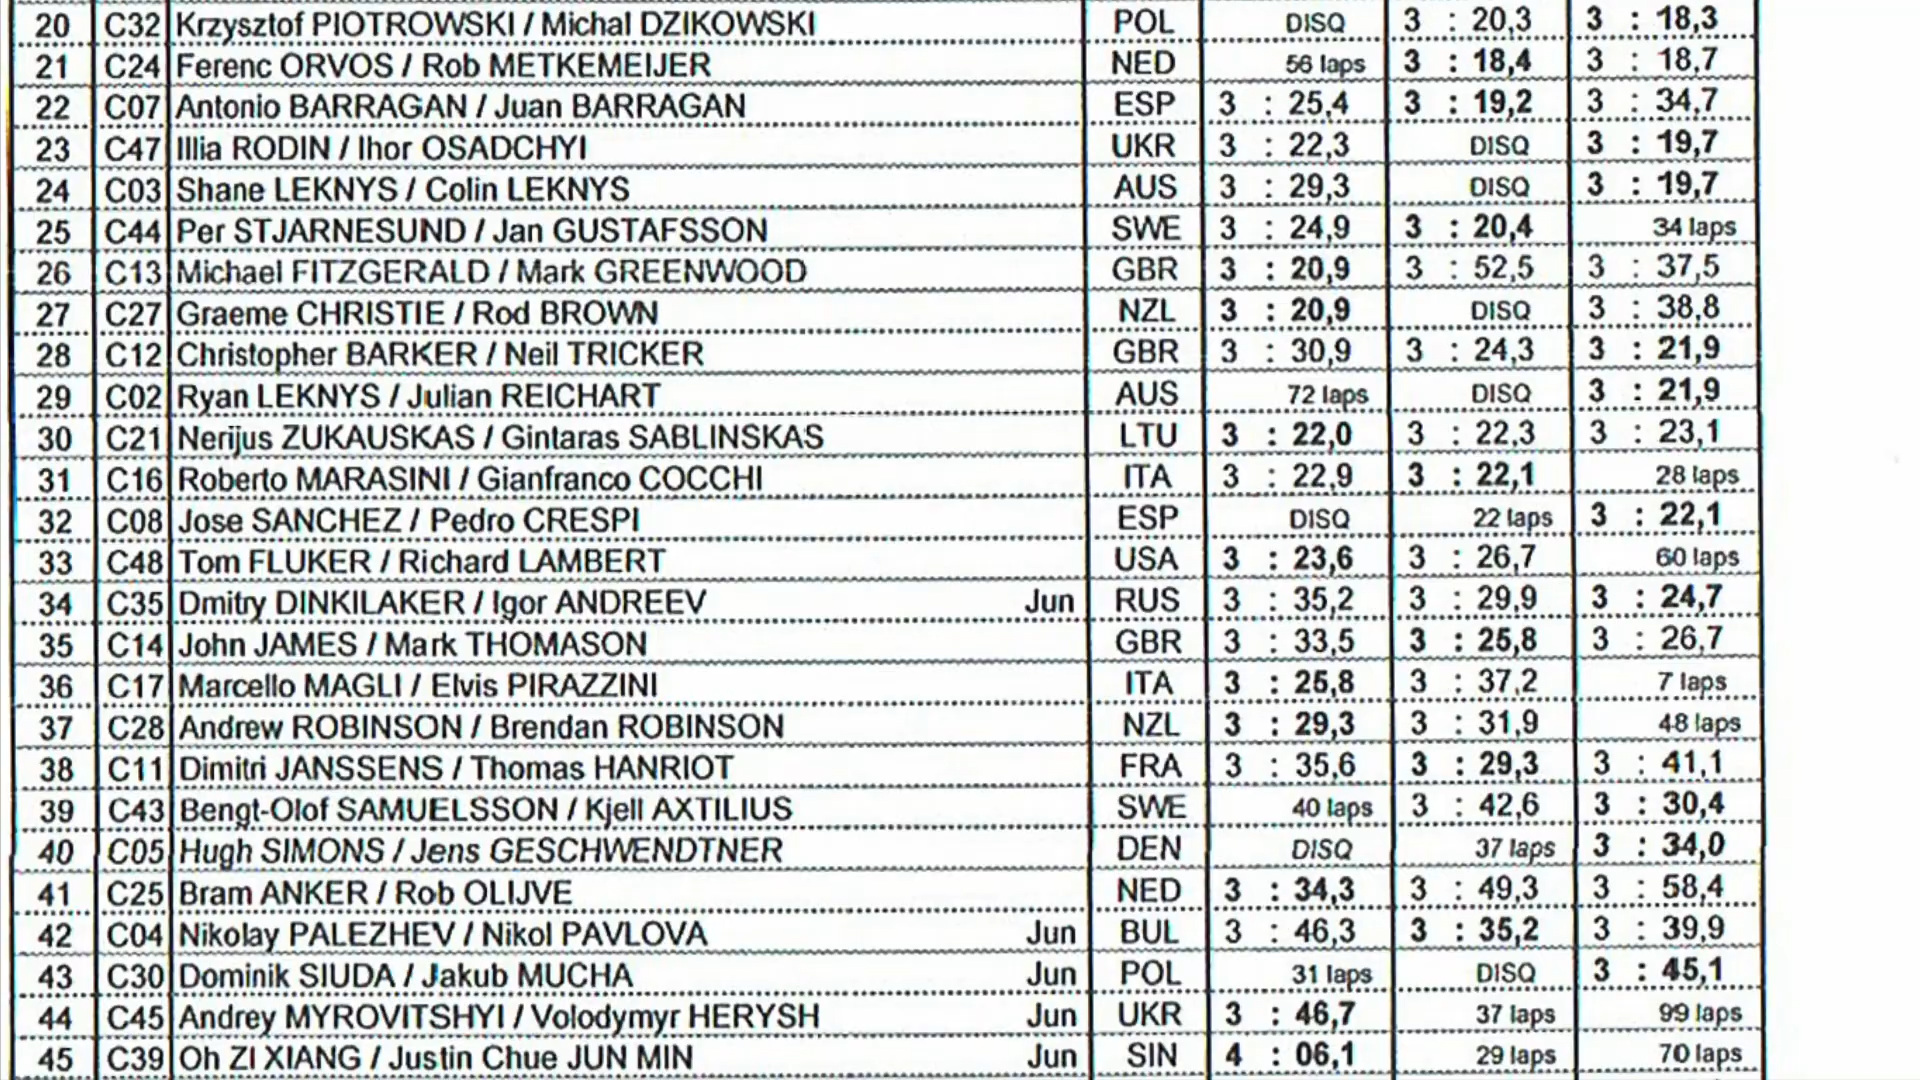 20 C32 Krzysztof PIOTROWSKI / Michal DZIKOWSKI POL DISQ 3 : 20,3 3 : 18,3
21 C24 Ferenc ORVOS / Rob METKEMEIJER NED 56 laps 3 : 18,4 3 : 18,7
22 C07 Antonio BARRAGAN / Juan BARRAGAN ESP 3 : 25,4 3 : 19,2 3 : 34,7
23 C47 Illia RODIN / Ihor OSADCHYI UKR 3 : 22,3 DISQ 3 : 19,7
24 C03 Shane LEKNYS / Colin LEKNYS AUS 3 : 29,3 DISQ 3 : 19,7
25 C44 Per STJARNESUND / Jan GUSTAFSSON SWE 3 : 24,9 3 : 20,4 34 laps
26 C13 Michael FITZGERALD / Mark GREENWOOD GBR 3 : 20,9 3 : 52,5 3 : 37,5
27 C27 Graeme CHRISTIE / Rod BROWN NZL 3 : 20,9 DISQ 3 : 38,8
28 C12 Christopher BARKER / Neil TRICKER GBR 3 : 30,9 3 : 24,3 3 : 21,9
29 C02 Ryan LEKNYS / Julian REICHART AUS 72 laps DISQ 3 : 21,9
30 C21 Nerijus ZUKAUSKAS / Gintaras SABLINSKAS LTU 3 : 22,0 3 : 22,3 3 : 23,1
31 C16 Roberto MARASINI / Gianfranco COCCHI ITA 3 : 22,9 3 : 22,1 28 laps
32 C08 Jose SANCHEZ / Pedro CRESPI ESP DISQ 22 laps 3 : 22,1
33 C48 Tom FLUKER / Richard LAMBERT USA 3 : 23,6 3 : 26,7 60 laps
34 C35 Dmitry DINKILAKER / Igor ANDREEV Jun RUS 3 : 35,2 3 : 29,9 3 : 24,7
35 C14 John JAMES / Mark THOMASON GBR 3 : 33,5 3 : 25,8 3 : 26,7
36 C17 Marcello MAGLI / Elvis PIRAZZINI ITA 3 : 25,8 3 : 37,2 7 laps
37 C28 Andrew ROBINSON / Brendan ROBINSON NZL 3 : 29,3 3 : 31,9 48 laps
38 C11 Dimitri JANSSENS / Thomas HANRIOT FRA 3 : 35,6 3 : 29,3 3 : 41,1
39 C43 Bengt-Olof SAMUELSSON / Kjell AXTILIUS SWE 40 laps 3 : 42,6 3 : 30,4
40 C05 Hugh SIMONS / Jens GESCHWENDTNER DEN DISQ 37 laps 3 : 34,0
41 C25 Bram ANKER / Rob OLIJVE NED 3 : 34,3 3 : 49,3 3 : 58,4
42 C04 Nikolay PALEZHEV / Nikol PAVLOVA Jun BUL 3 : 46,3 3 : 35,2 3 : 39,9
43 C30 Dominik SIUDA / Jakub MUCHA Jun POL 31 laps DISQ 3 : 45,1
44 C45 Andrey MYROVITSHYI / Volodymyr HERYSH Jun UKR 3 : 46,7 37 laps 99 laps
45 C39 Oh ZI XIANG / Justin Chue JUN MIN Jun SIN 4 : 06,1 29 laps 70 laps